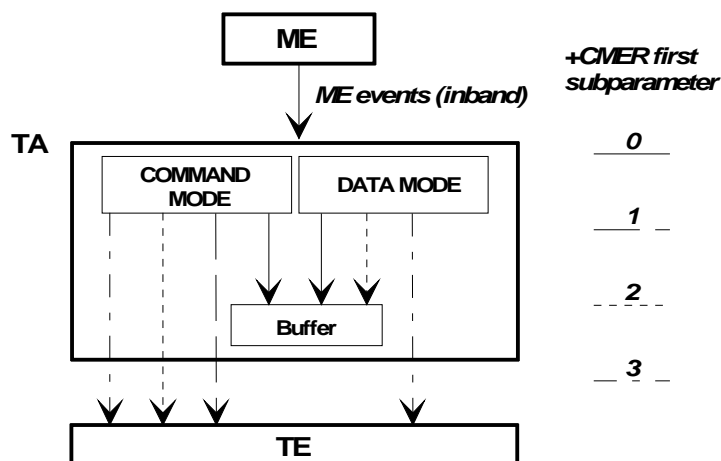 ME
+CMER first
subparameter
ME events (inband)
TA
0
COMMAND
MODE
DATA MODE
1
2
Buffer
3
TE